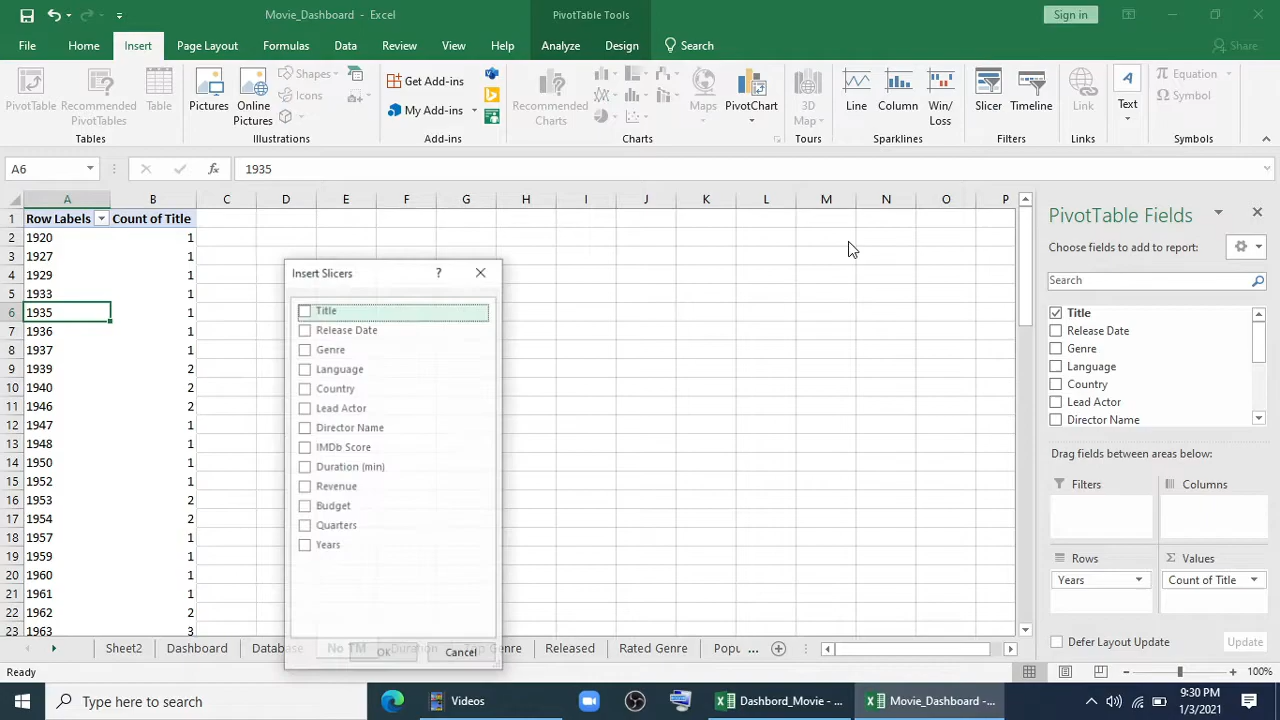 Movie_Dashboard - Excel
PivotTable Tools
Sign in
File
Home
Insert
Page Layout
Formulas
Data
Review
View
Help
Analyze
Design
Search
Share
PivotTable
Recommended PivotTables
Table
Tables
Pictures
Online Pictures
Shapes
Icons
Illustrations
Get Add-ins
My Add-ins
Add-ins
Recommended Charts
Maps
PivotChart
Charts
3D Map
Tours
Line
Column
Win/ Loss
Sparklines
Slicer
Timeline
Filters
Link
Links
Text
Equation
Symbol
Symbols
A6
fx
1935
A B C D E F G H I J K L M N O P
1 Row Labels Count of Title
2 1920 1
3 1927 1
4 1929 1
5 1933 1
6 1935 1
7 1936 1
8 1937 1
9 1939 2
10 1940 2
11 1946 2
12 1947 1
13 1948 1
14 1950 1
15 1952 1
16 1953 2
17 1954 2
18 1957 1
19 1959 1
20 1960 1
21 1961 1
22 1962 2
23 1963 3
Insert Slicers
?
Title
Release Date
Genre
Language
Country
Lead Actor
Director Name
IMDb Score
Duration (min)
Revenue
Budget
Quarters
Years
OK
Cancel
PivotTable Fields
Choose fields to add to report:
Search
Title
Release Date
Genre
Language
Country
Lead Actor
Director Name
Drag fields between areas below:
Filters
Columns
Rows
Values
Years
Count of Title
Defer Layout Update
Update
Sheet2
Dashboard
Database
No TM
Duration
Genre
Released
Rated Genre
Popu ...
Ready
100%
Type here to search
Videos
Dashbord_Movie - ...
Movie_Dashboard -...
9:30 PM
1/3/2021